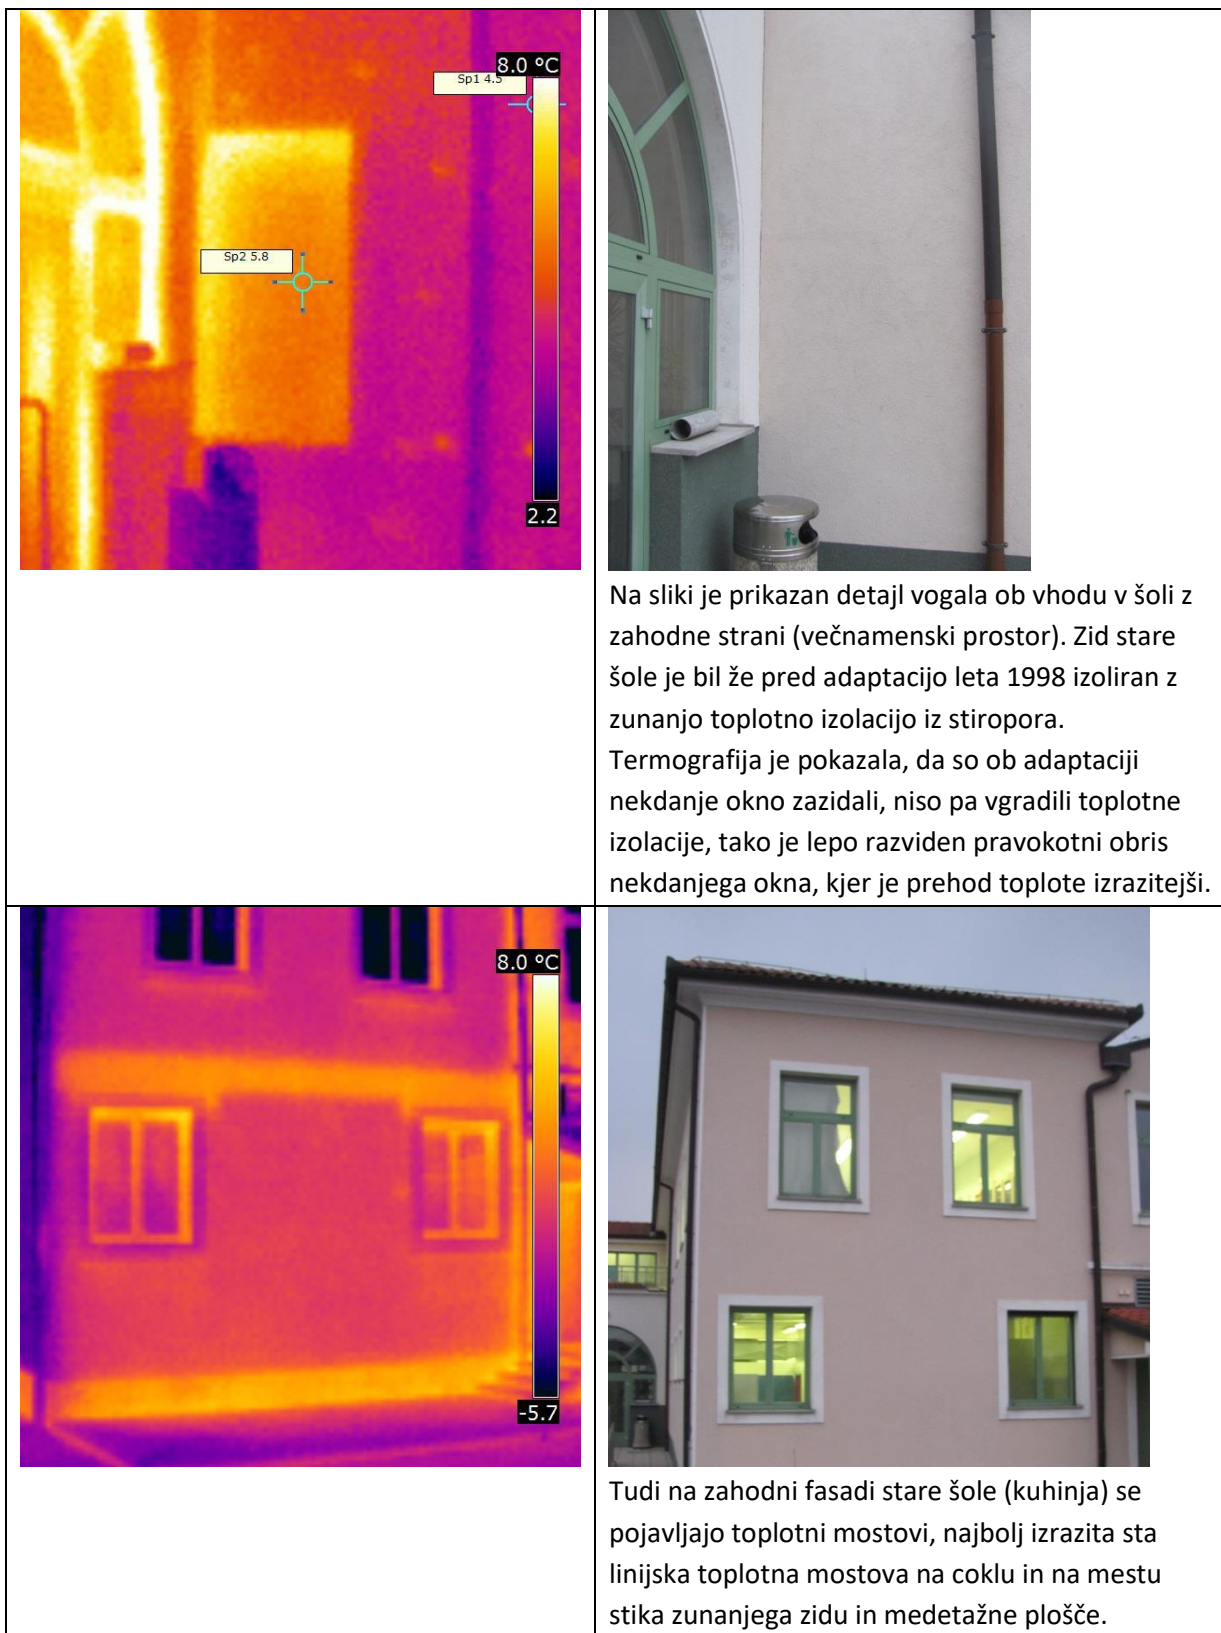 8.0 °C
Sp1 4.5
Sp2 5.8
2.2
Na sliki je prikazan detajl vogala ob vhodu v šoli z
zahodne strani (večnamenski prostor). Zid stare
šole je bil že pred adaptacijo leta 1998 izoliran z
zunanjo toplotno izolacijo iz stiropora.
Termografija je pokazala, da so ob adaptaciji
nekdanje okno zazidali, niso pa vgradili toplotne
izolacije, tako je lepo razviden pravokotni obris
nekdanjega okna, kjer je prehod toplote izrazitejši.
8.0 °C
-5.7
Tudi na zahodni fasadi stare šole (kuhinja) se
pojavljajo toplotni mostovi, najbolj izrazita sta
linijska toplotna mostova na coklu in na mestu
stika zunanjega zidu in medetažne plošče.